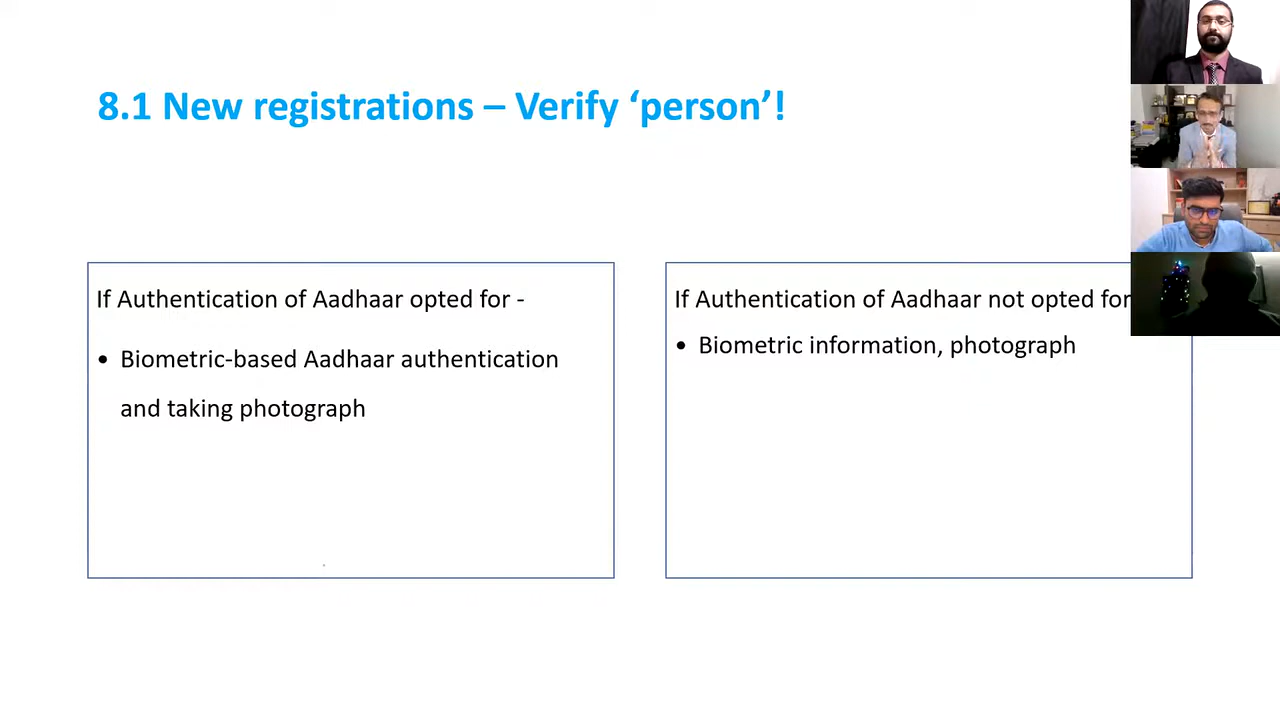 8.1 New registrations – Verify ‘person’!
If Authentication of Aadhaar opted for -
• Biometric-based Aadhaar authentication
and taking photograph
If Authentication of Aadhaar not opted for
• Biometric information, photograph